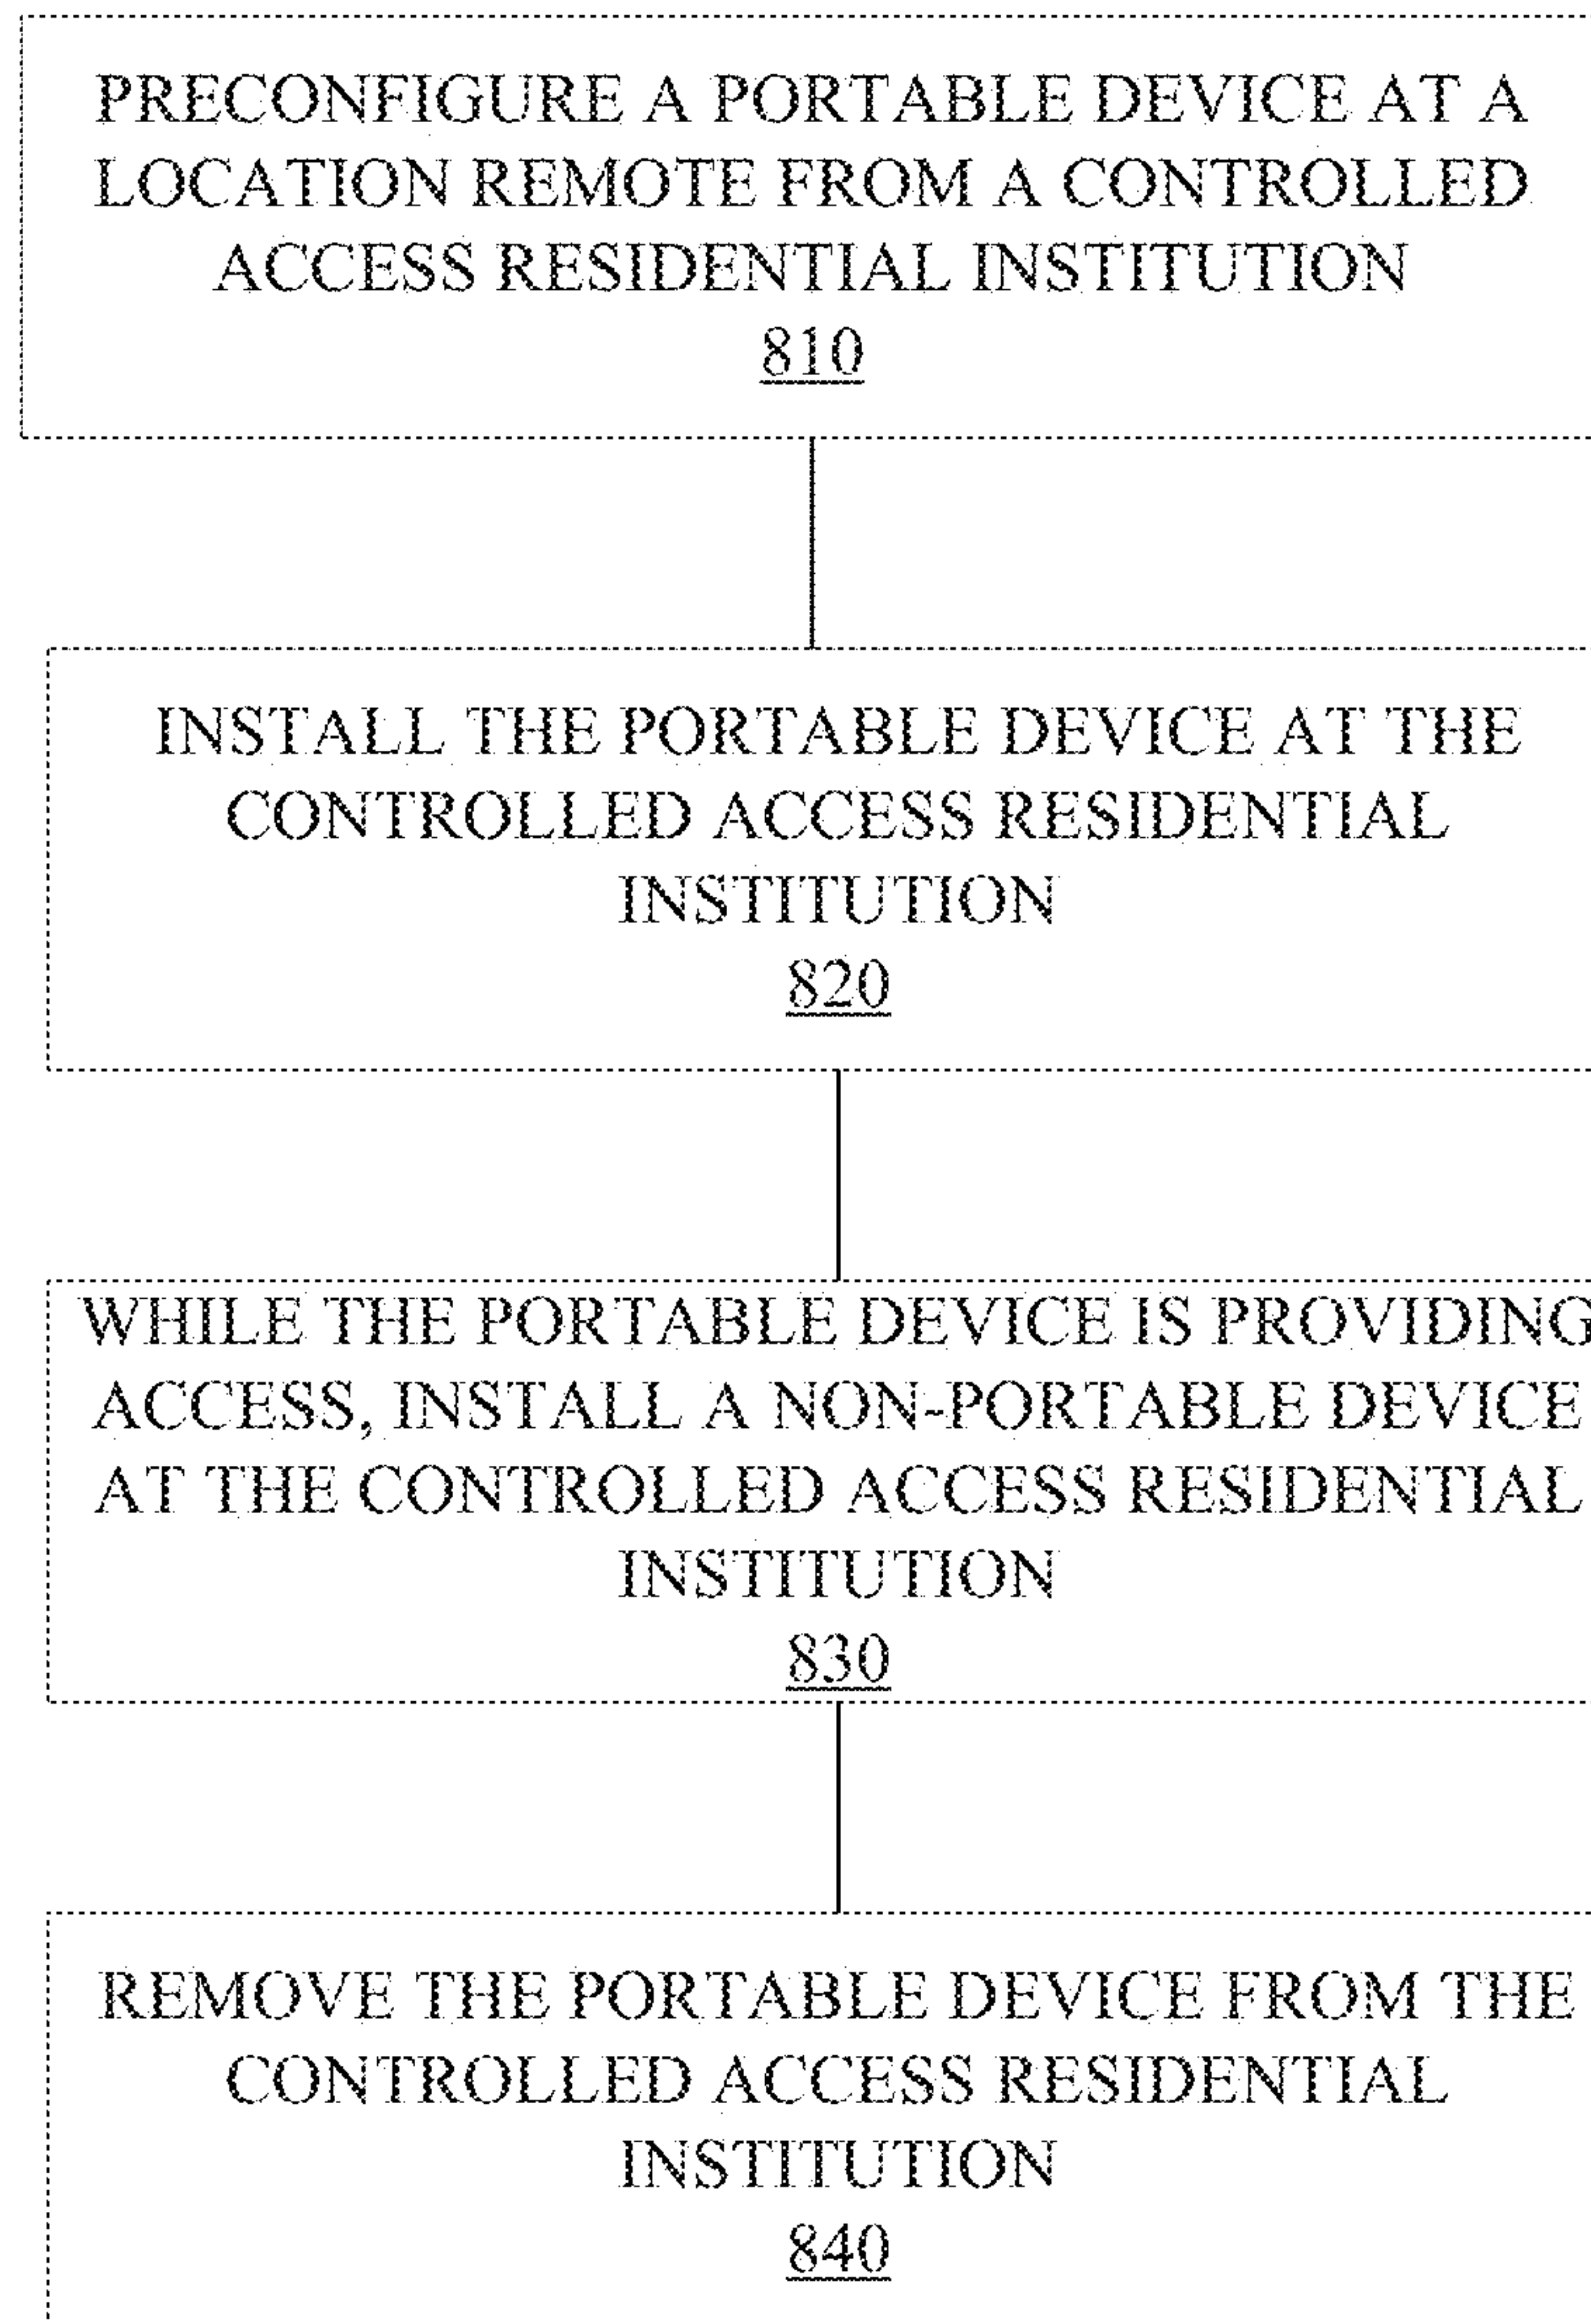 PRECONFIGURE A PORTABLE DEVICE AT A
LOCATION REMOTE FROM A CONTROLLED
ACCESS RESIDENTIAL INSTITUTION
810
INSTALL THE PORTABLE DEVICE AT THE
CONTROLLED ACCESS RESIDENTIAL
INSTITUTION
820
WHILE THE PORTABLE DEVICE IS PROVIDING
ACCESS, INSTALL A NON-PORTABLE DEVICE
AT THE CONTROLLED ACCESS RESIDENTIAL
INSTITUTION
830
REMOVE THE PORTABLE DEVICE FROM THE
CONTROLLED ACCESS RESIDENTIAL
INSTITUTION
840